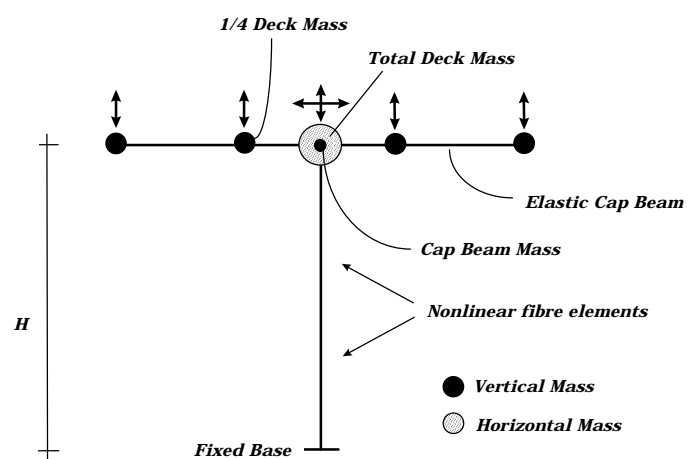 1/4 Deck Mass
Total Deck Mass
Elastic Cap Beam
Cap Beam Mass
Nonlinear fibre elements
H
Vertical Mass
Horizontal Mass
Fixed Base